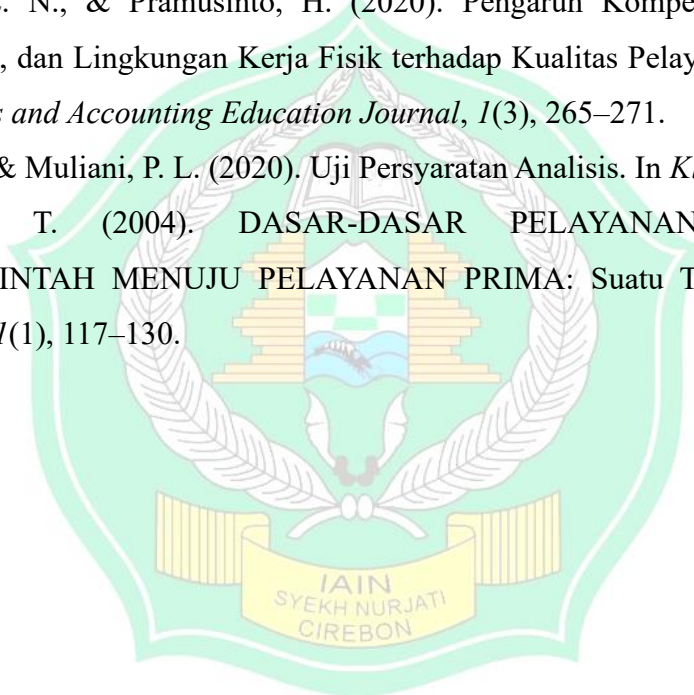 N., & Pramusinto, H. (2020). Pengaruh Kompe
, dan Lingkungan Kerja Fisik terhadap Kualitas Pelay
s and Accounting Education Journal, 1(3), 265–271.
& Muliani, P. L. (2020). Uji Persyaratan Analisis. In
T. (2004). DASAR-DASAR PELAYANAN
INTAH MENUJU PELAYANAN PRIMA: Suatu T
1(1), 117–130.
IAIN
SYEKH NURJATI
CIREBON